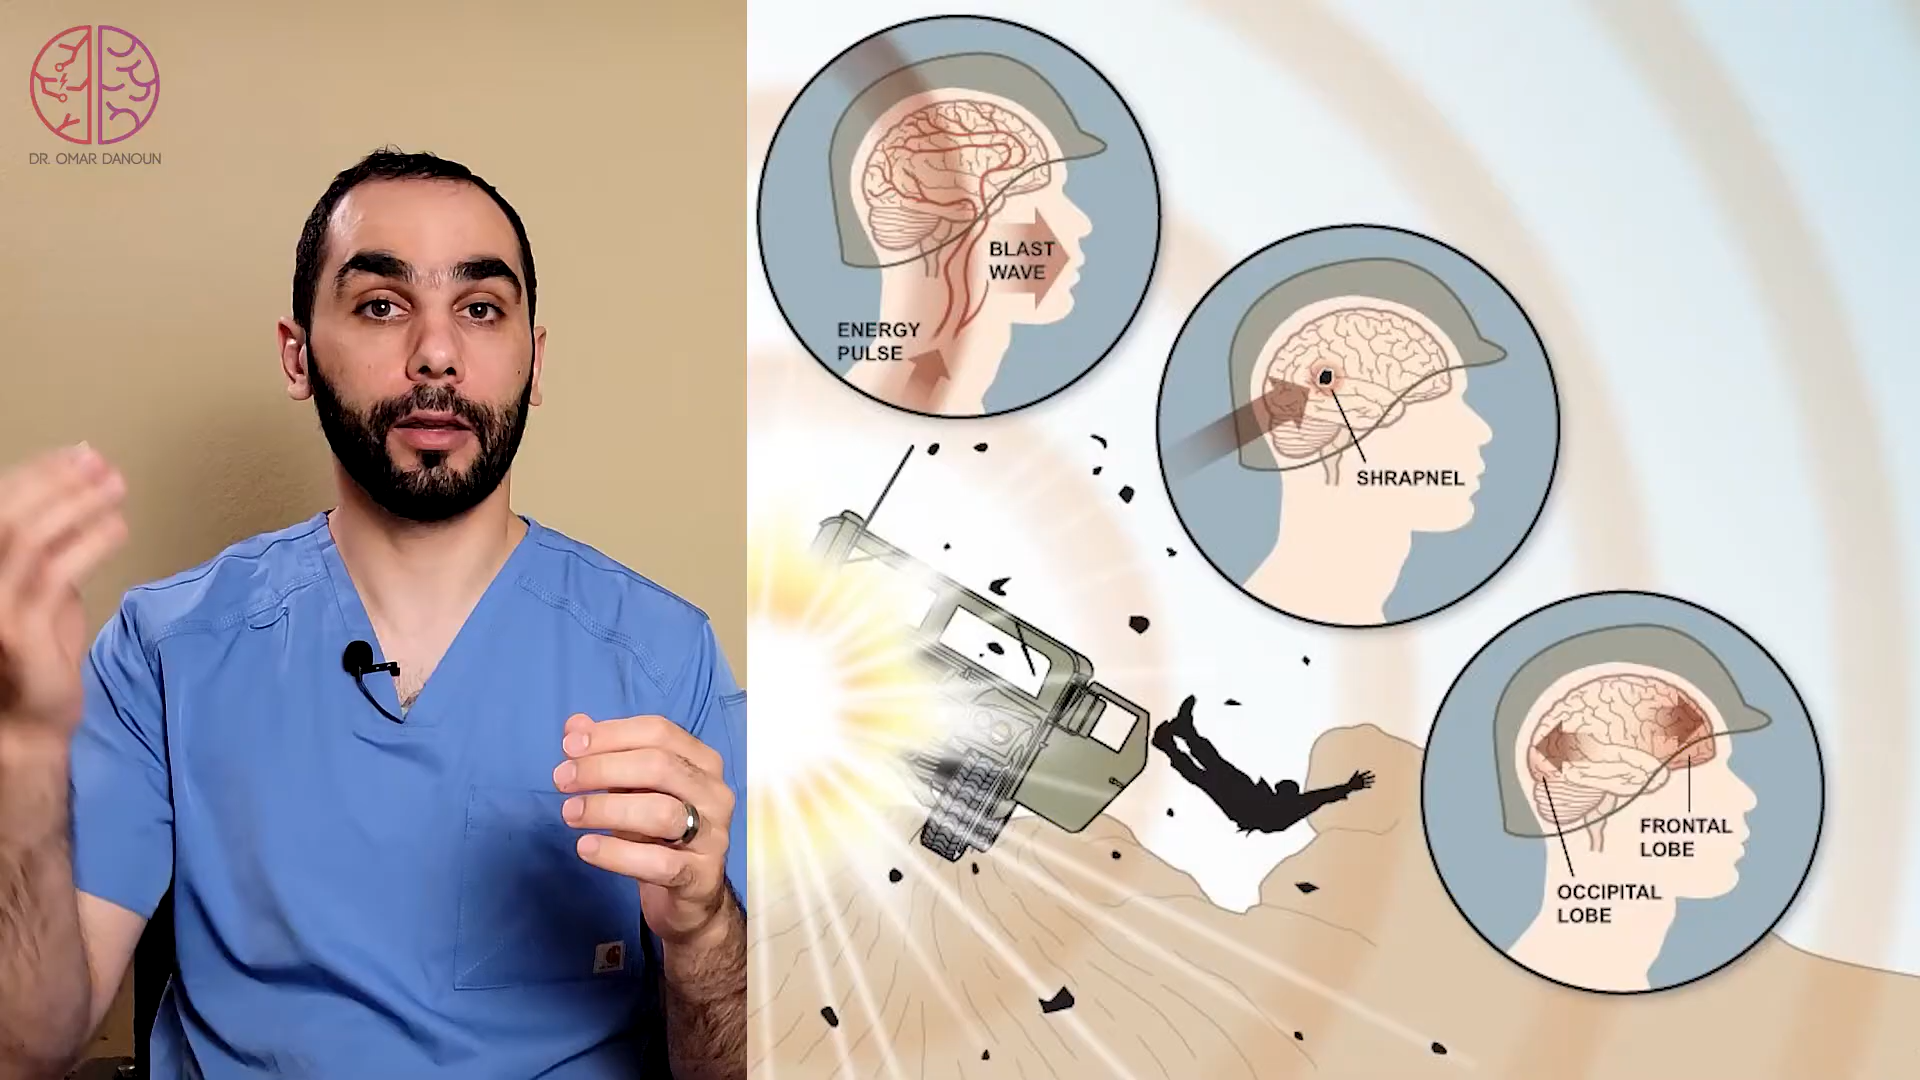 DR. OMAR DANOUN
BLAST
WAVE
ENERGY
PULSE
SHRAPNEL
FRONTAL
LOBE
OCCIPITAL
LOBE